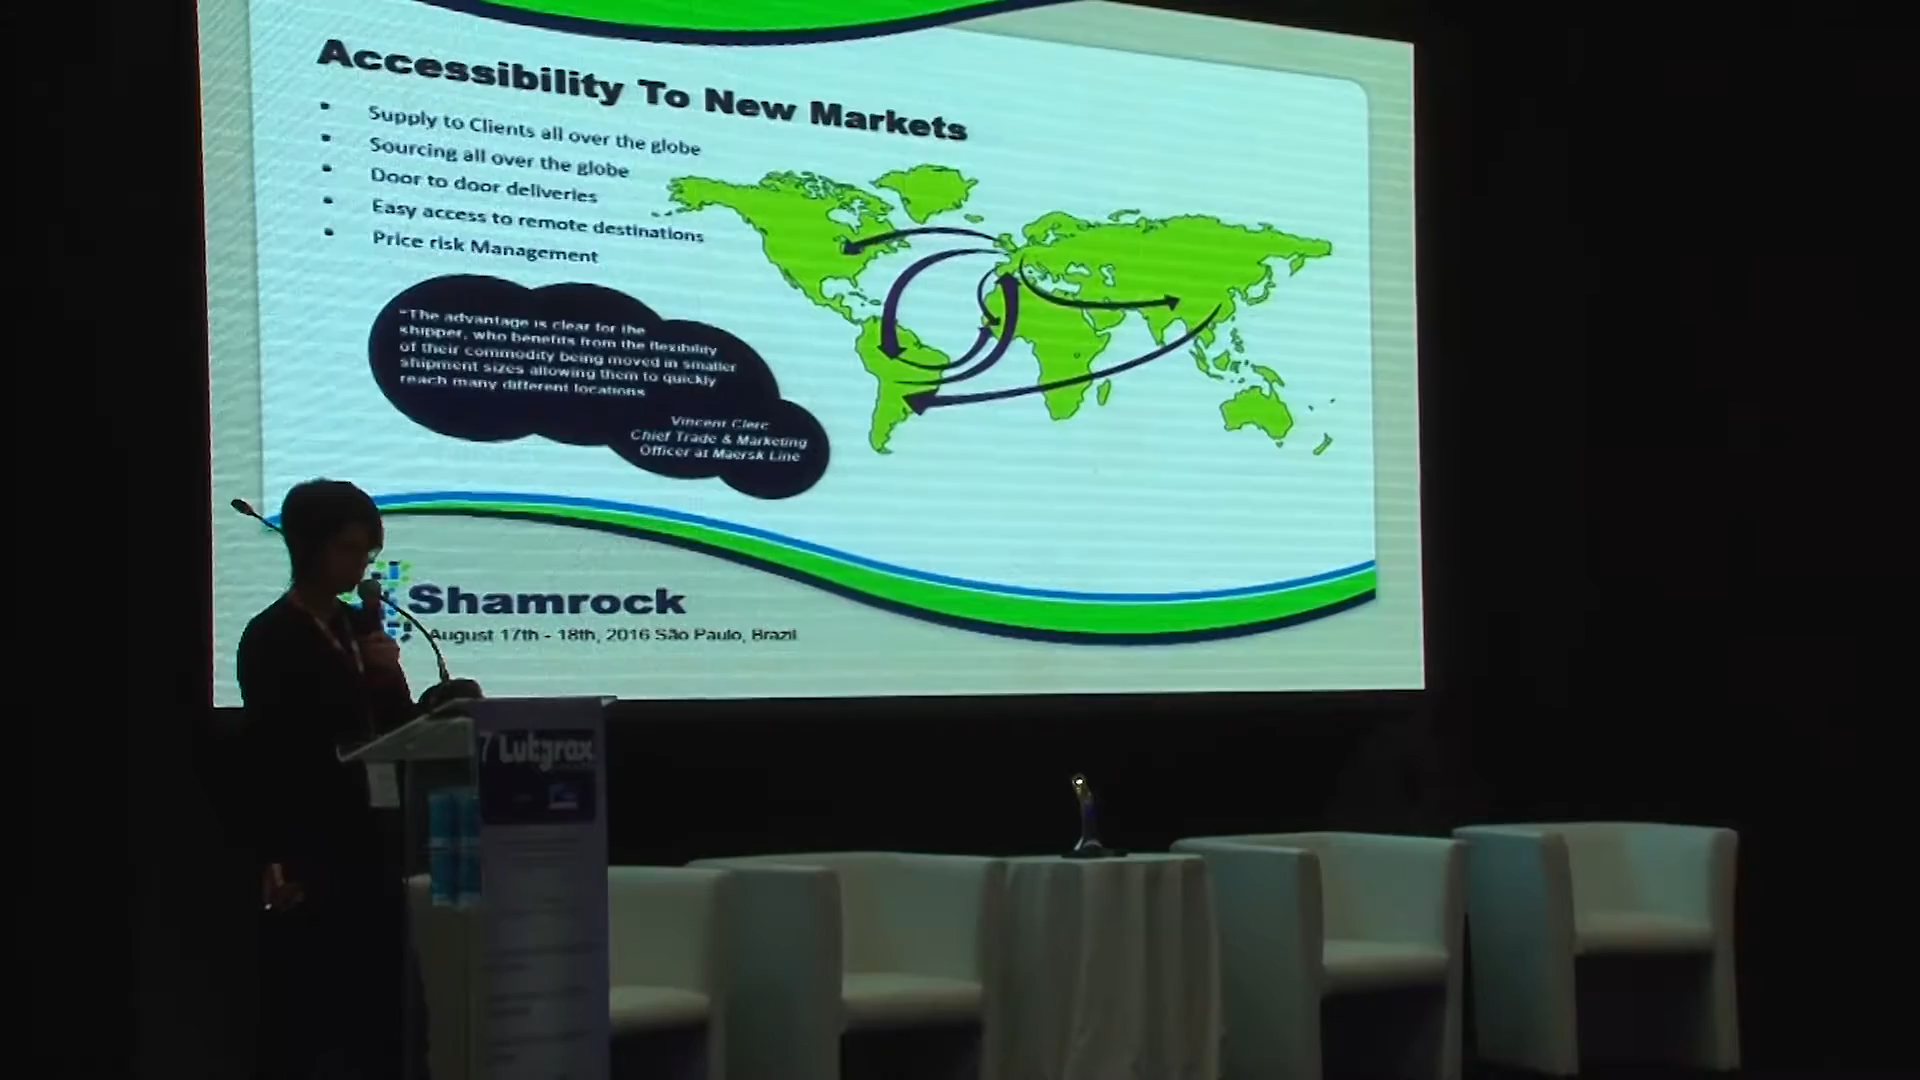 Accessibility To New Markets
• Supply to Clients all over the globe
• Sourcing all over the globe
• Door to door deliveries
• Easy access to remote destinations
• Price risk Management
"The advantage is clear for the
shipper, who benefits from the flexibility
of their commodity being moved in smaller
shipment sizes allowing them to quickly
reach many different locations
Vincent Clerc
Chief Trade & Marketing
Officer at Maersk Line
Shamrock
August 17th - 18th, 2016 São Paulo, Brazil
7 Lubgrax